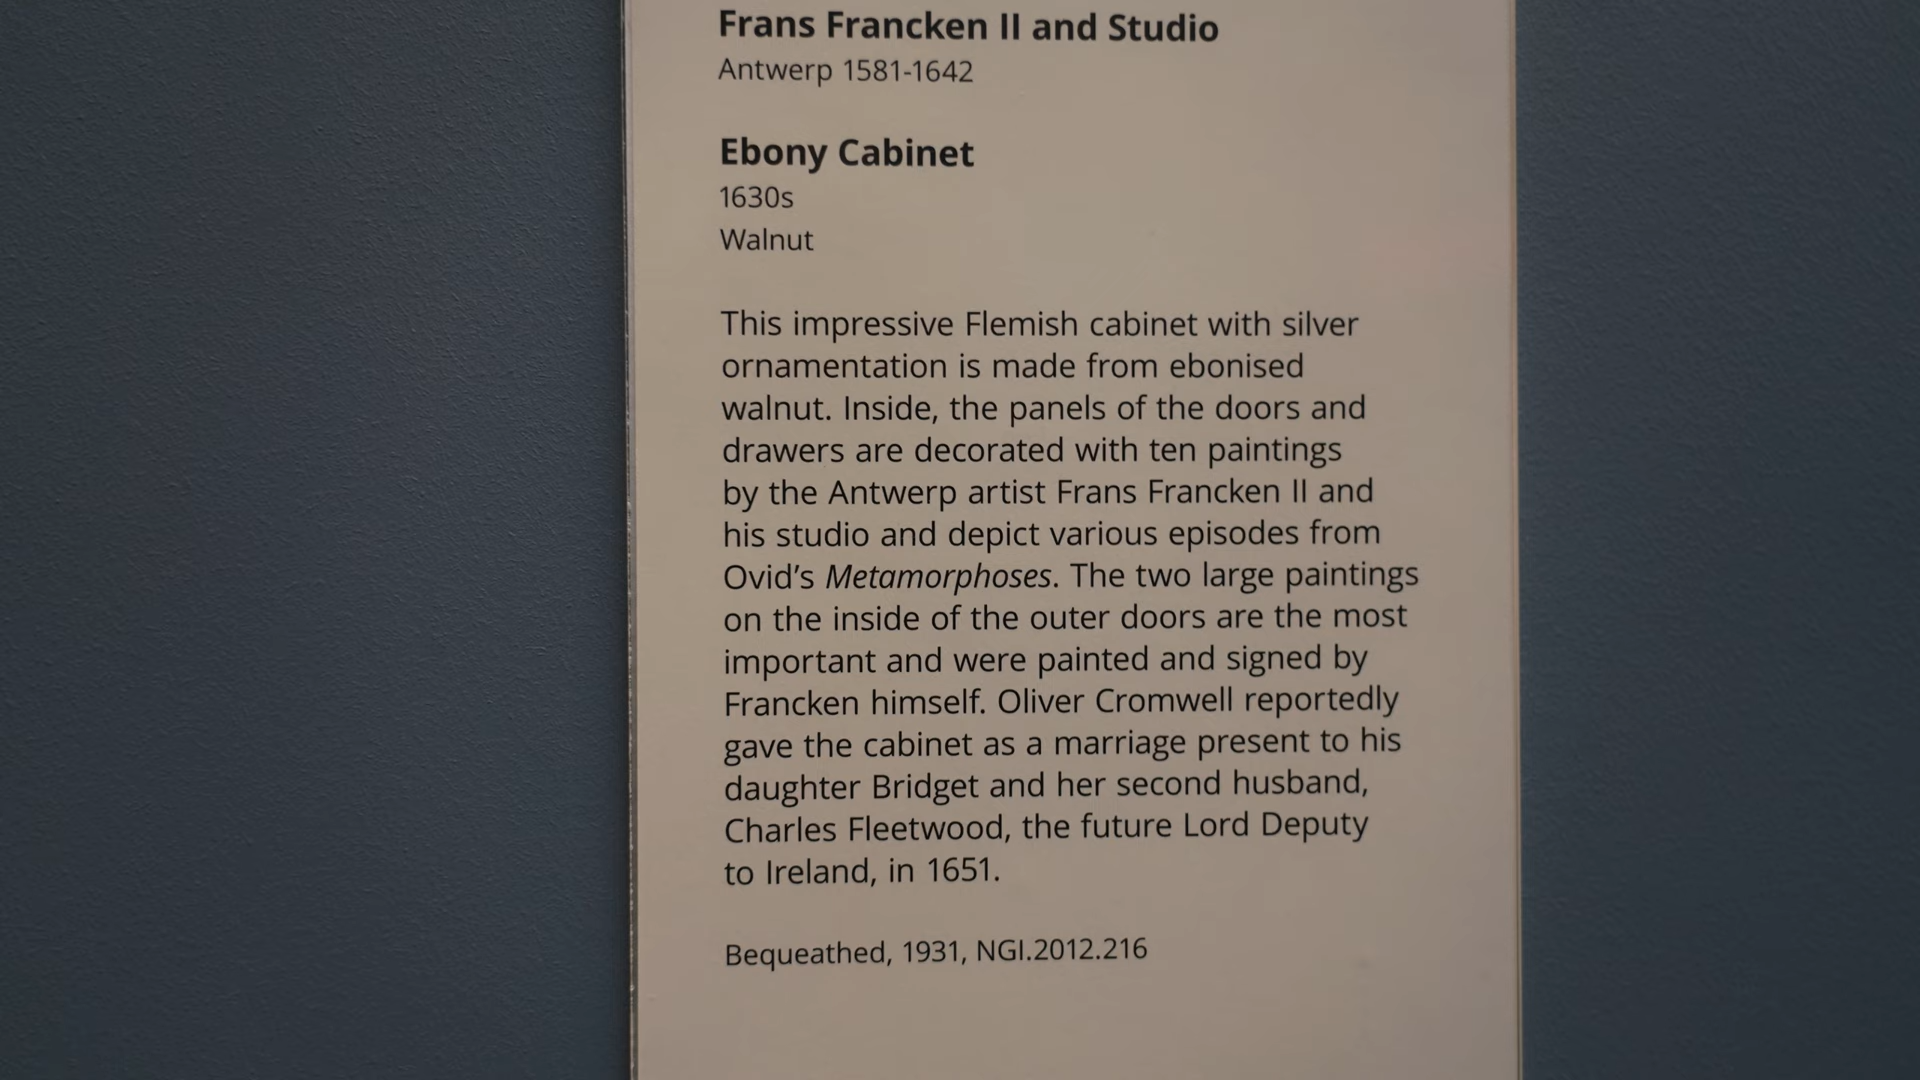 Frans Francken II and Studio
Antwerp 1581-1642
Ebony Cabinet
1630s
Walnut
This impressive Flemish cabinet with silver
ornamentation is made from ebonised
walnut. Inside, the panels of the doors and
drawers are decorated with ten paintings
by the Antwerp artist Frans Francken II and
his studio and depict various episodes from
Ovid’s Metamorphoses. The two large paintings
on the inside of the outer doors are the most
important and were painted and signed by
Francken himself. Oliver Cromwell reportedly
gave the cabinet as a marriage present to his
daughter Bridget and her second husband,
Charles Fleetwood, the future Lord Deputy
to Ireland, in 1651.
Bequeathed, 1931, NGI.2012.216